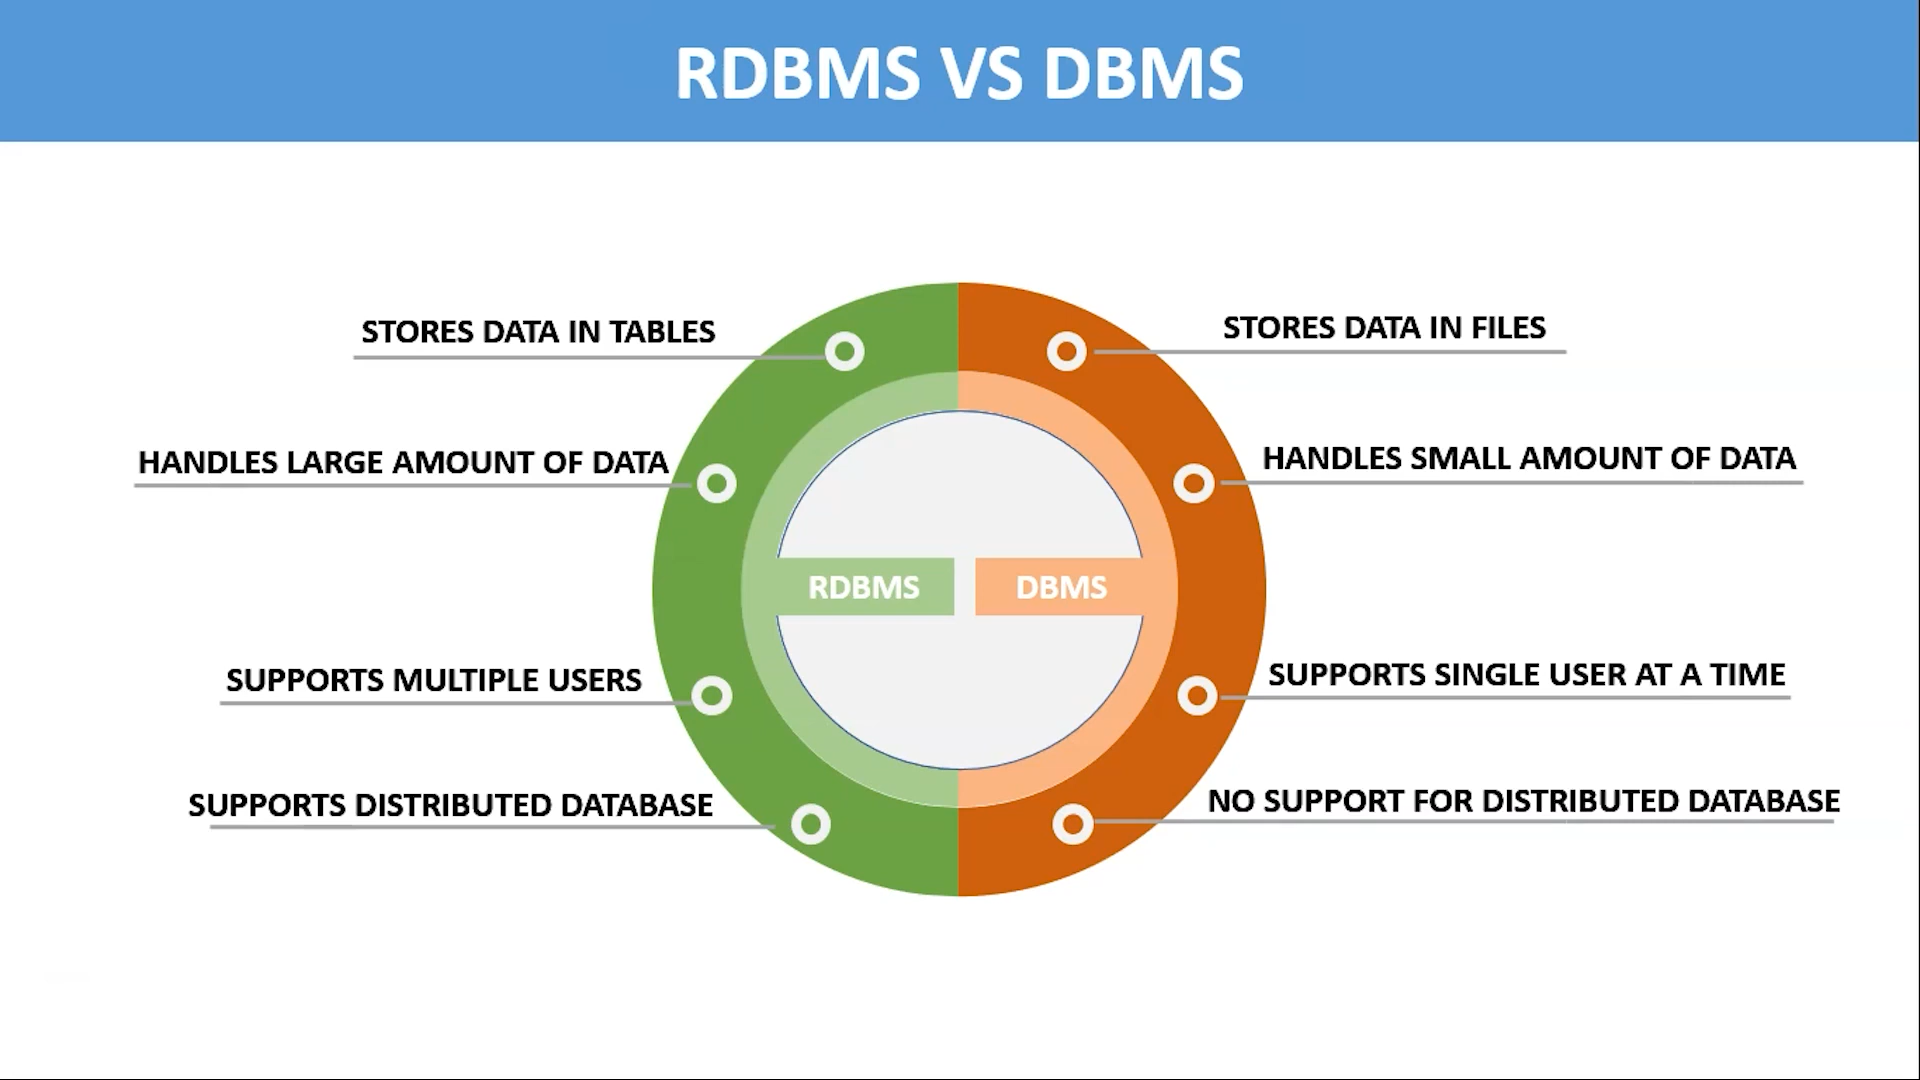 RDBMS VS DBMS
STORES DATA IN TABLES
HANDLES LARGE AMOUNT OF DATA
SUPPORTS MULTIPLE USERS
SUPPORTS DISTRIBUTED DATABASE
RDBMS
DBMS
STORES DATA IN FILES
HANDLES SMALL AMOUNT OF DATA
SUPPORTS SINGLE USER AT A TIME
NO SUPPORT FOR DISTRIBUTED DATABASE